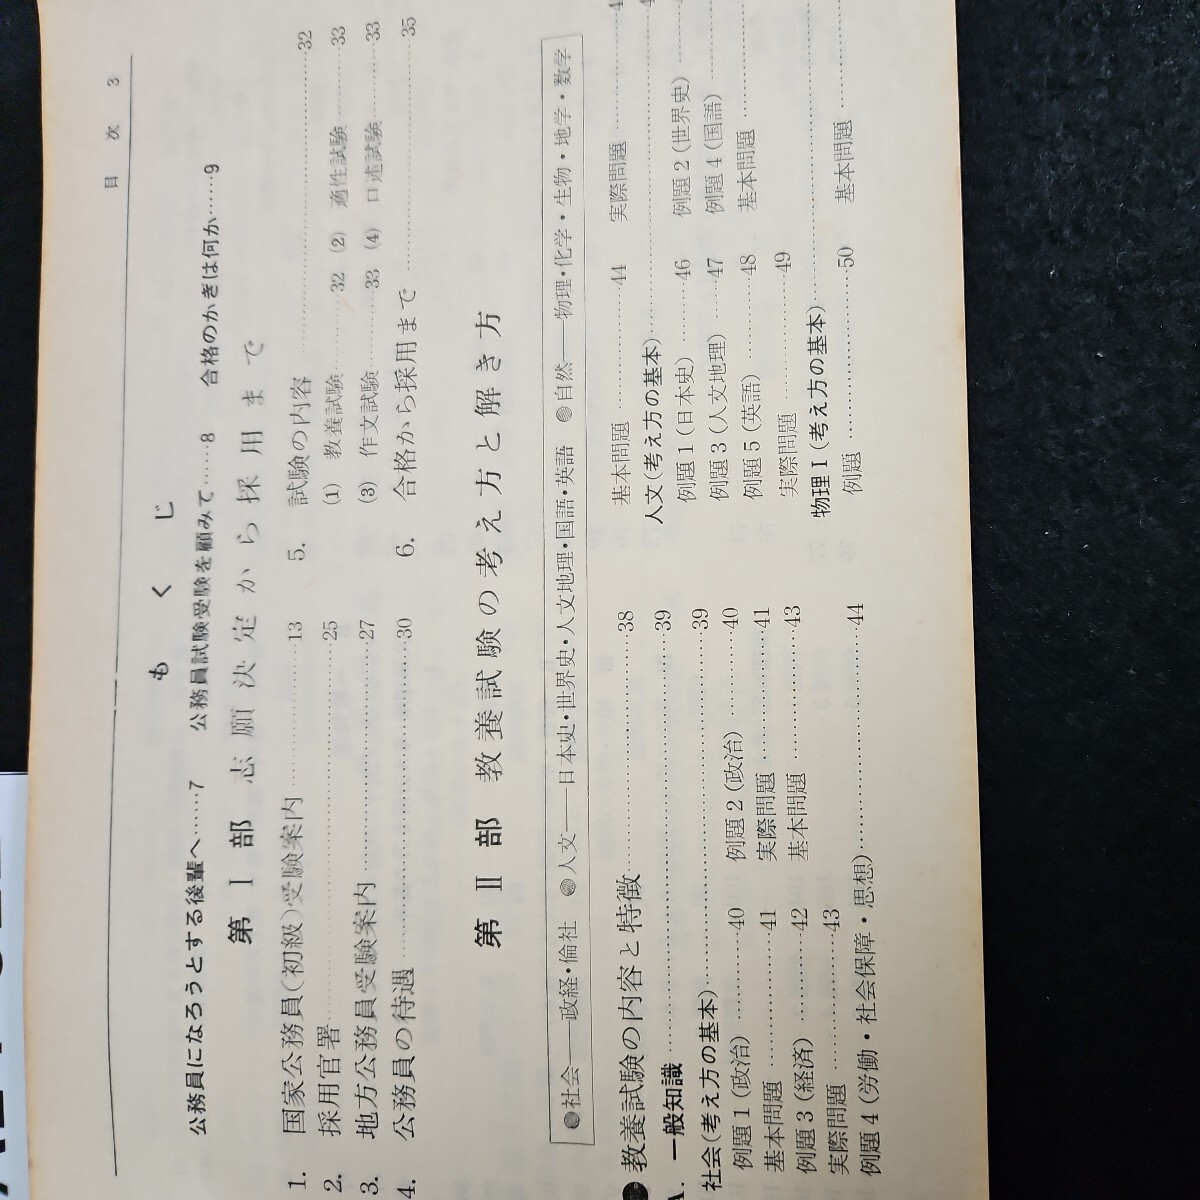 目 次 3
もくじ
公務員になろうとする後輩へ……7 公務員試験受験を顧みて……8 合格のかぎは何か……9
第Ⅰ部 志願決定から採用まで
1. 国家公務員(初級)受験案内……………13
2. 採用官署……………25
3. 地方公務員受験案内……………27
4. 公務員の待遇……………30
5. 試験の内容……………32
(1) 教養試験………32 (2) 適性試験………33
(3) 作文試験………33 (4) 口述試験………33
6. 合格から採用まで……………35
第Ⅱ部 教養試験の考え方と解き方
●社会——政経・倫社 ●人文——日本史・世界史・人文地理・国語・英語 ●自然——物理・化学・生物・地学・数学
●教養試験の内容と特徴……………38
A. 一般知識……………39
社会(考え方の基本)……………39
例題1(政治)………40 例題2(政治)………40
基本問題………41 実際問題………41
例題3(経済)………42 基本問題………43
実際問題………43
例題4(労働・社会保障・思想)……………44
基本問題………44 実際問題………4
人文(考え方の基本)……………4
例題1(日本史)………46 例題2(世界史)………
例題3(人文地理)………47 例題4(国語)………
例題5(英語)………48 基本問題………
実際問題………49
物理Ⅰ(考え方の基本)……………
例題……………50 基本問題………